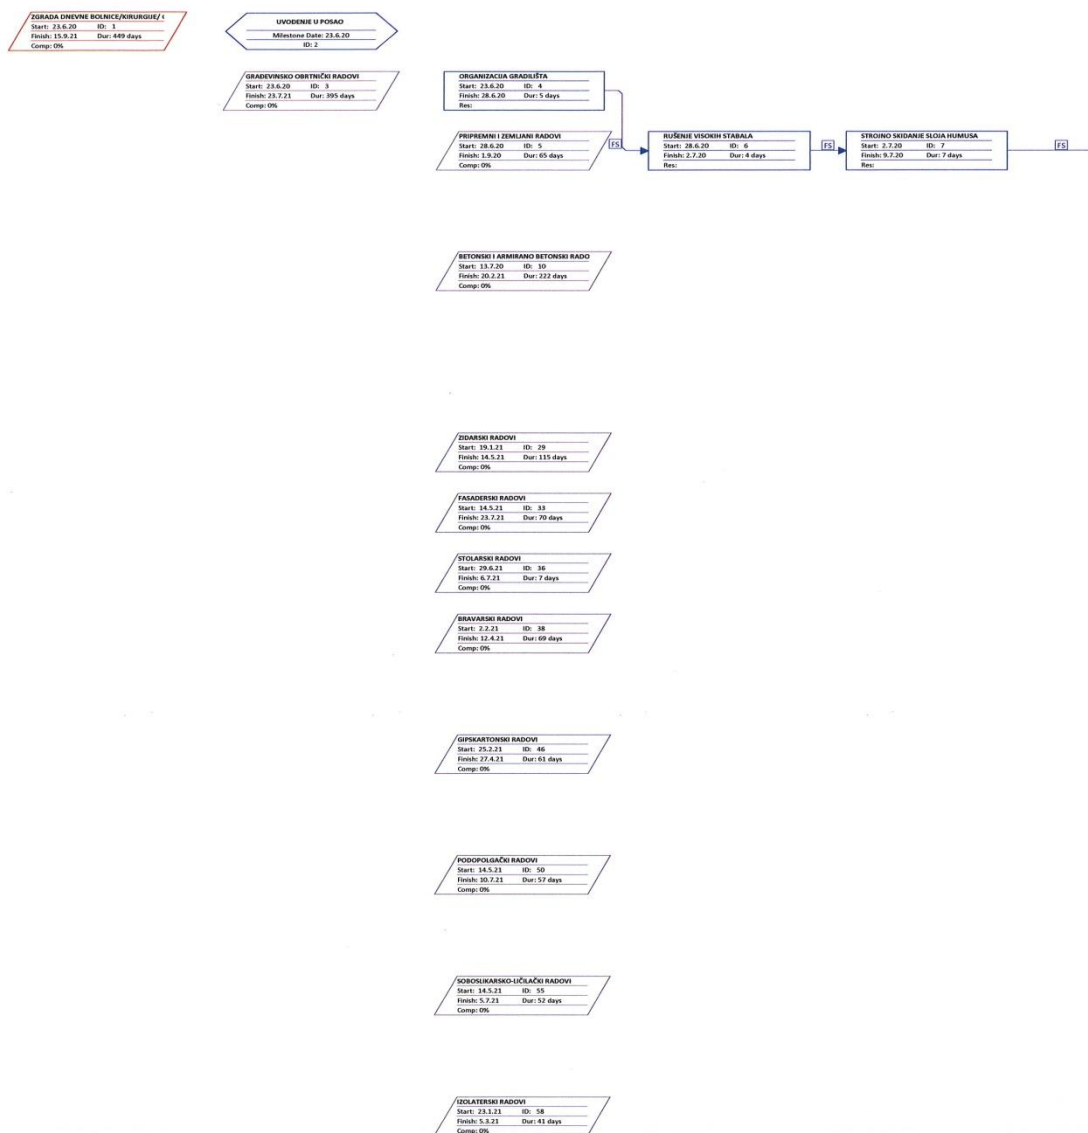 ZGRADA DNEVNE BOLNICE/KIRURGIJE/
Start: 23.6.20 ID: 1
Finish: 15.9.21 Dur: 449 days
Comp: 0%
UVOĐENJE U POSAO
Milestone Date: 23.6.20
ID: 2
GRAĐEVINSKO OBRTNIČKI RADOVI
Start: 23.6.20 ID: 3
Finish: 23.7.21 Dur: 395 days
Comp: 0%
ORGANIZACIJA GRADILIŠTA
Start: 23.6.20 ID: 4
Finish: 28.6.20 Dur: 5 days
Res:
PRIPREMNI I ZEMLJANI RADOVI
Start: 28.6.20 ID: 5
Finish: 1.9.20 Dur: 65 days
Comp: 0%
FS
RUŠENJE VISOKIH STABALA
Start: 28.6.20 ID: 6
Finish: 2.7.20 Dur: 4 days
Res:
FS
STROJNO SKIDANJE SLOJA HUMUSA
Start: 2.7.20 ID: 7
Finish: 9.7.20 Dur: 7 days
Res:
FS
BETONSKI I ARMIRANO BETONSKI RADO
Start: 13.7.20 ID: 10
Finish: 20.2.21 Dur: 222 days
Comp: 0%
ZIDARSKI RADOVI
Start: 19.1.21 ID: 29
Finish: 14.5.21 Dur: 115 days
Comp: 0%
FASADERSKI RADOVI
Start: 14.5.21 ID: 33
Finish: 23.7.21 Dur: 70 days
Comp: 0%
STOLARSKI RADOVI
Start: 29.6.21 ID: 36
Finish: 6.7.21 Dur: 7 days
Comp: 0%
BRAVARSKI RADOVI
Start: 2.2.21 ID: 38
Finish: 12.4.21 Dur: 69 days
Comp: 0%
GIPSKARTONSKI RADOVI
Start: 25.2.21 ID: 46
Finish: 27.4.21 Dur: 61 days
Comp: 0%
PODOPOLGAČKI RADOVI
Start: 14.5.21 ID: 50
Finish: 10.7.21 Dur: 57 days
Comp: 0%
SOBOSLIKARSKO-LIČILAČKI RADOVI
Start: 14.5.21 ID: 55
Finish: 5.7.21 Dur: 52 days
Comp: 0%
IZOLATERSKI RADOVI
Start: 23.1.21 ID: 58
Finish: 5.3.21 Dur: 41 days
Comp: 0%